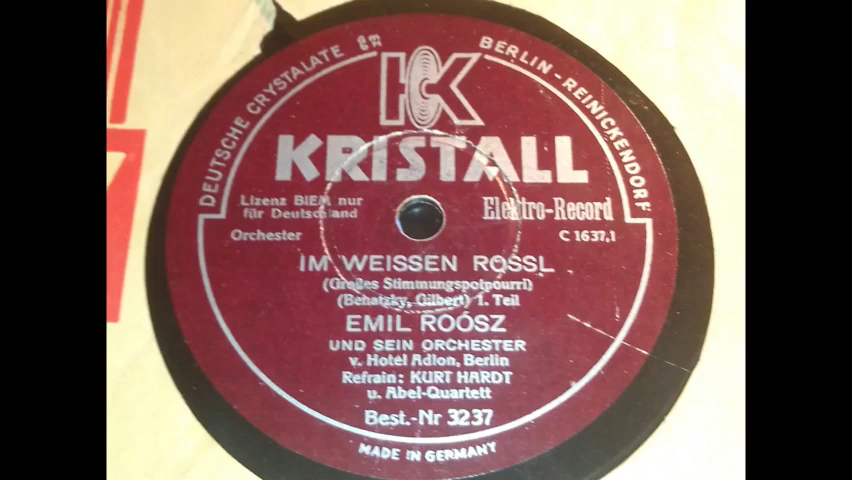 DEUTSCHE CRYSTALATE GM BH BERLIN-REINICKENDORF
K
KRISTALL
Lizenz BIEM nur
für Deutschland
Elektro-Record
Orchester
C 1637,1
IM WEISSEN RÖSSL
(Großes Stimmungspotpourri)
(Benatzky, Gilbert) 1. Teil
EMIL ROÓSZ
UND SEIN ORCHESTER
v. Hotel Adlon, Berlin
Refrain: KURT HARDT
u. Abel-Quartett
Best.-Nr 3237
MADE IN GERMANY